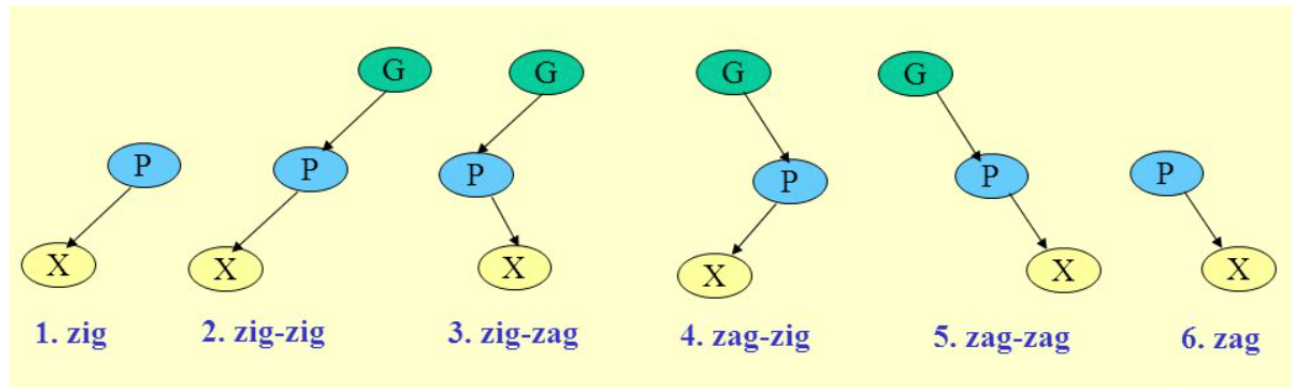 G G G G
P P P P P P
X X X X X X
1. zig 2. zig-zig 3. zig-zag 4. zag-zig 5. zag-zag 6. zag